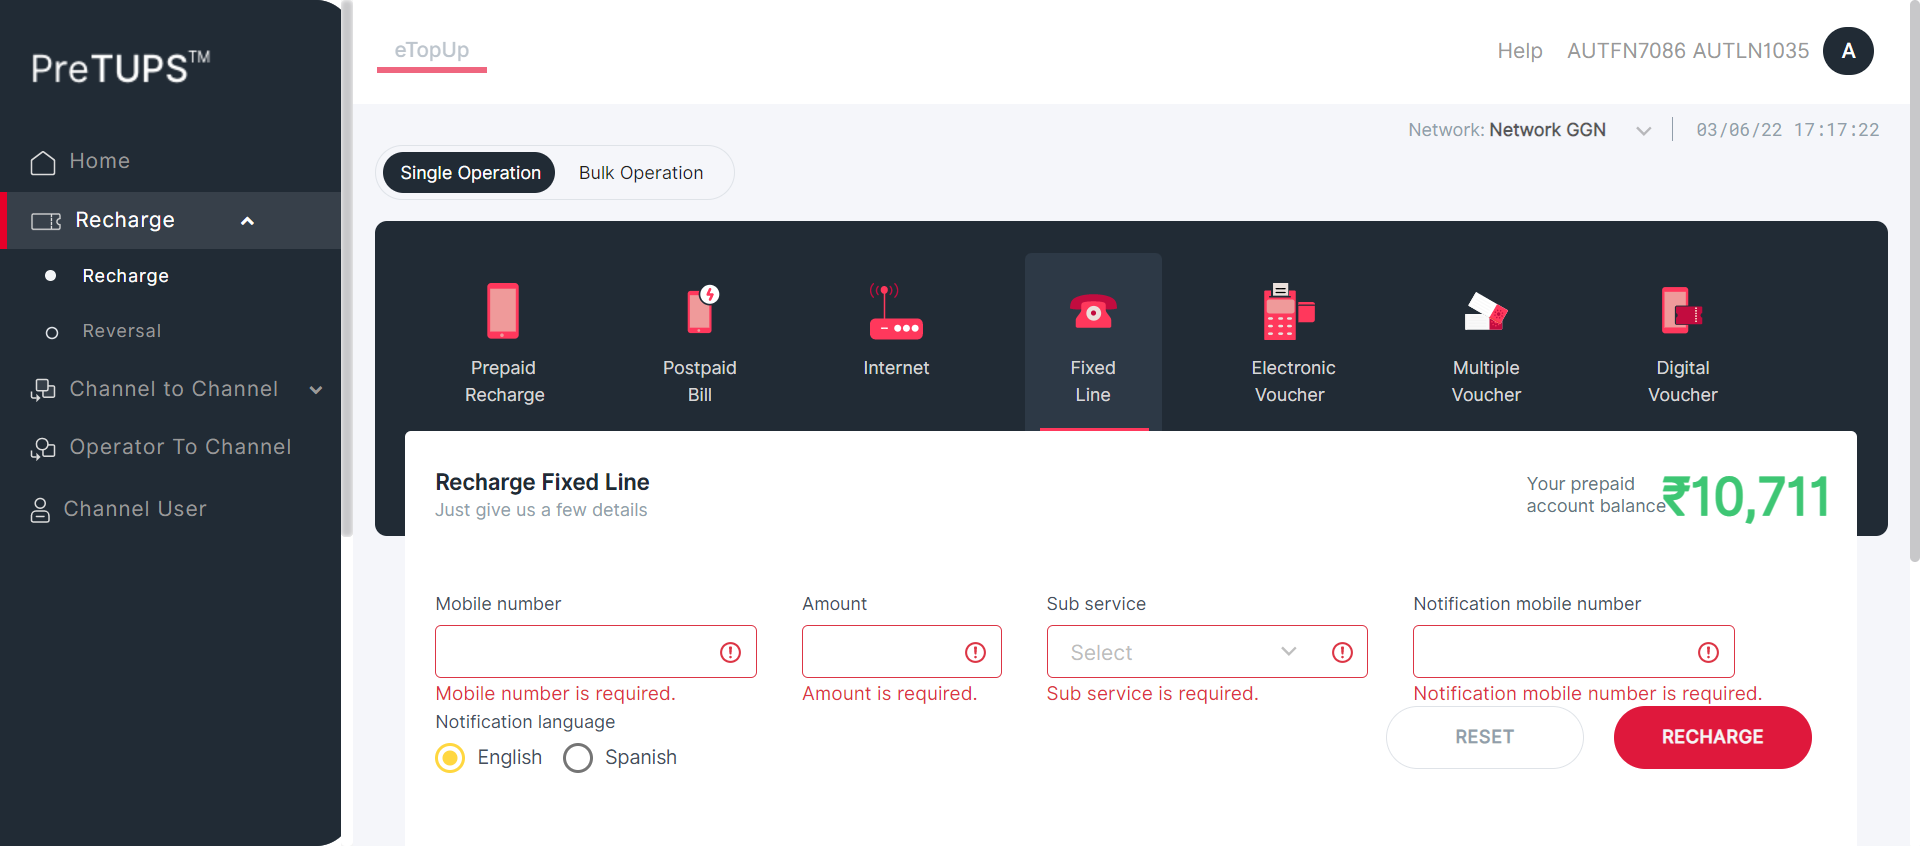 PreTUPS™
Home
Recharge
Recharge
Reversal
Channel to Channel
Operator To Channel
Channel User
eTopUp
Help AUTFN7086 AUTLN1035 A
Network: Network GGN 03/06/22 17:17:22
Single Operation Bulk Operation
Prepaid Recharge
Postpaid Bill
Internet
Fixed Line
Electronic Voucher
Multiple Voucher
Digital Voucher
Recharge Fixed Line
Just give us a few details
Your prepaid
account balance
₹10,711
Mobile number Amount Sub service Notification mobile number
Select
Mobile number is required. Amount is required. Sub service is required. Notification mobile number is required.
Notification language
English Spanish
RESET RECHARGE